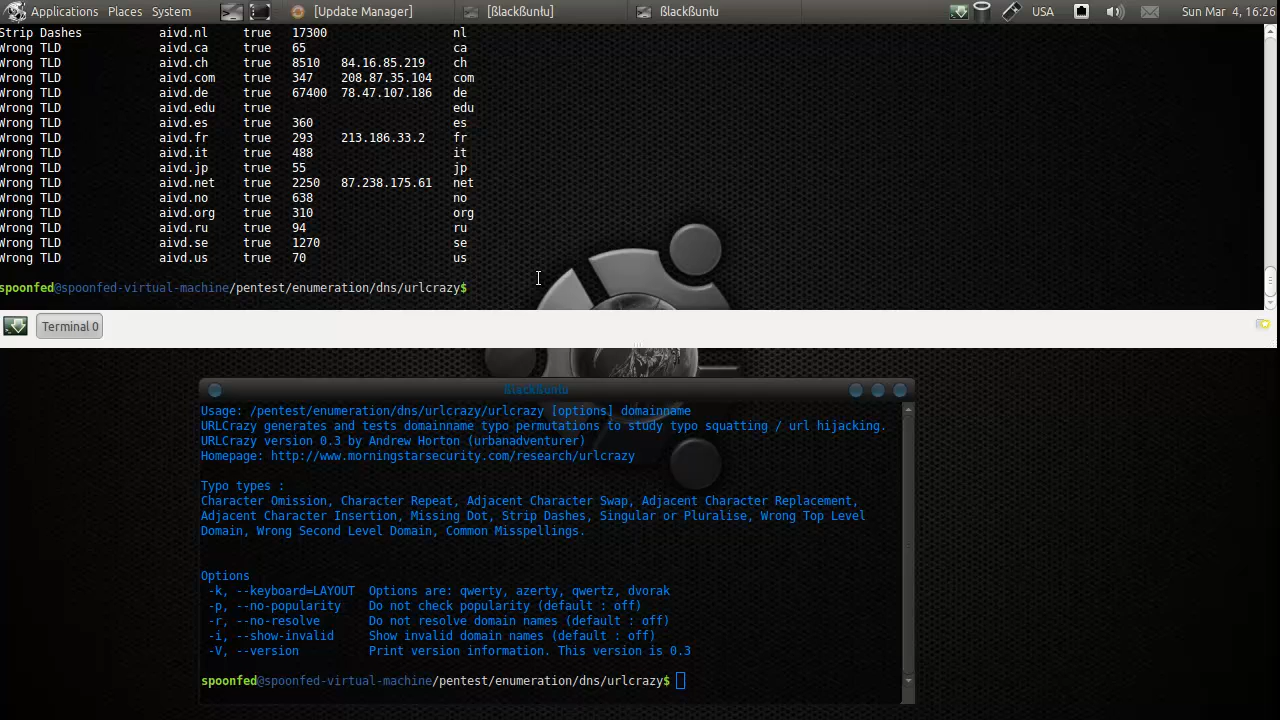 Applications Places System [Update Manager] [ßlackßunłu] ßlackßunłu USA Sun Mar 4, 16:26
Strip Dashes aivd.nl true 17300 nl
Wrong TLD aivd.ca true 65 ca
Wrong TLD aivd.ch true 8510 84.16.85.219 ch
Wrong TLD aivd.com true 347 208.87.35.104 com
Wrong TLD aivd.de true 67400 78.47.107.186 de
Wrong TLD aivd.edu true edu
Wrong TLD aivd.es true 360 es
Wrong TLD aivd.fr true 293 213.186.33.2 fr
Wrong TLD aivd.it true 488 it
Wrong TLD aivd.jp true 55 jp
Wrong TLD aivd.net true 2250 87.238.175.61 net
Wrong TLD aivd.no true 638 no
Wrong TLD aivd.org true 310 org
Wrong TLD aivd.ru true 94 ru
Wrong TLD aivd.se true 1270 se
Wrong TLD aivd.us true 70 us
spoonfed@spoonfed-virtual-machine/pentest/enumeration/dns/urlcrazy$
Terminal 0
ßlackßunłu
Usage: /pentest/enumeration/dns/urlcrazy/urlcrazy [options] domainname
URLCrazy generates and tests domainname typo permutations to study typo squatting / url hijacking.
URLCrazy version 0.3 by Andrew Horton (urbanadventurer)
Homepage: http://www.morningstarsecurity.com/research/urlcrazy
Typo types :
Character Omission, Character Repeat, Adjacent Character Swap, Adjacent Character Replacement,
Adjacent Character Insertion, Missing Dot, Strip Dashes, Singular or Pluralise, Wrong Top Level
Domain, Wrong Second Level Domain, Common Misspellings.
Options
-k, --keyboard=LAYOUT Options are: qwerty, azerty, qwertz, dvorak
-p, --no-popularity Do not check popularity (default : off)
-r, --no-resolve Do not resolve domain names (default : off)
-i, --show-invalid Show invalid domain names (default : off)
-V, --version Print version information. This version is 0.3
spoonfed@spoonfed-virtual-machine/pentest/enumeration/dns/urlcrazy$